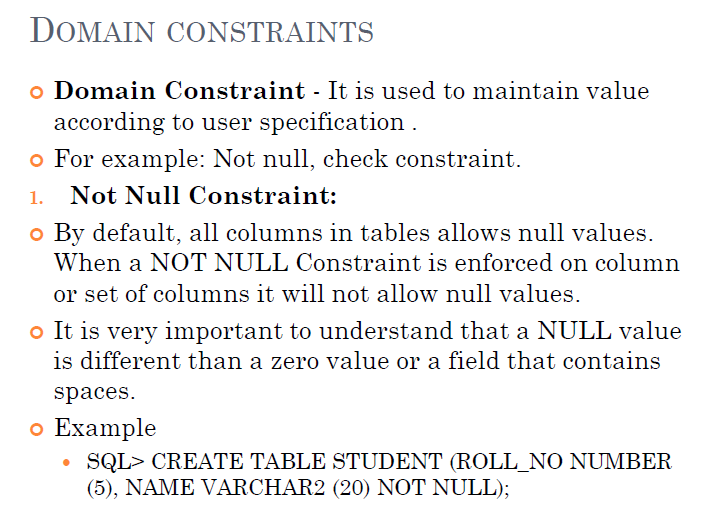 DOMAIN CONSTRAINTS
Domain Constraint - It is used to maintain value
according to user specification .
For example: Not null, check constraint.
1. Not Null Constraint:
By default, all columns in tables allows null values.
When a NOT NULL Constraint is enforced on column
or set of columns it will not allow null values.
It is very important to understand that a NULL value
is different than a zero value or a field that contains
spaces.
Example
SQL> CREATE TABLE STUDENT (ROLL_NO NUMBER
(5), NAME VARCHAR2 (20) NOT NULL);